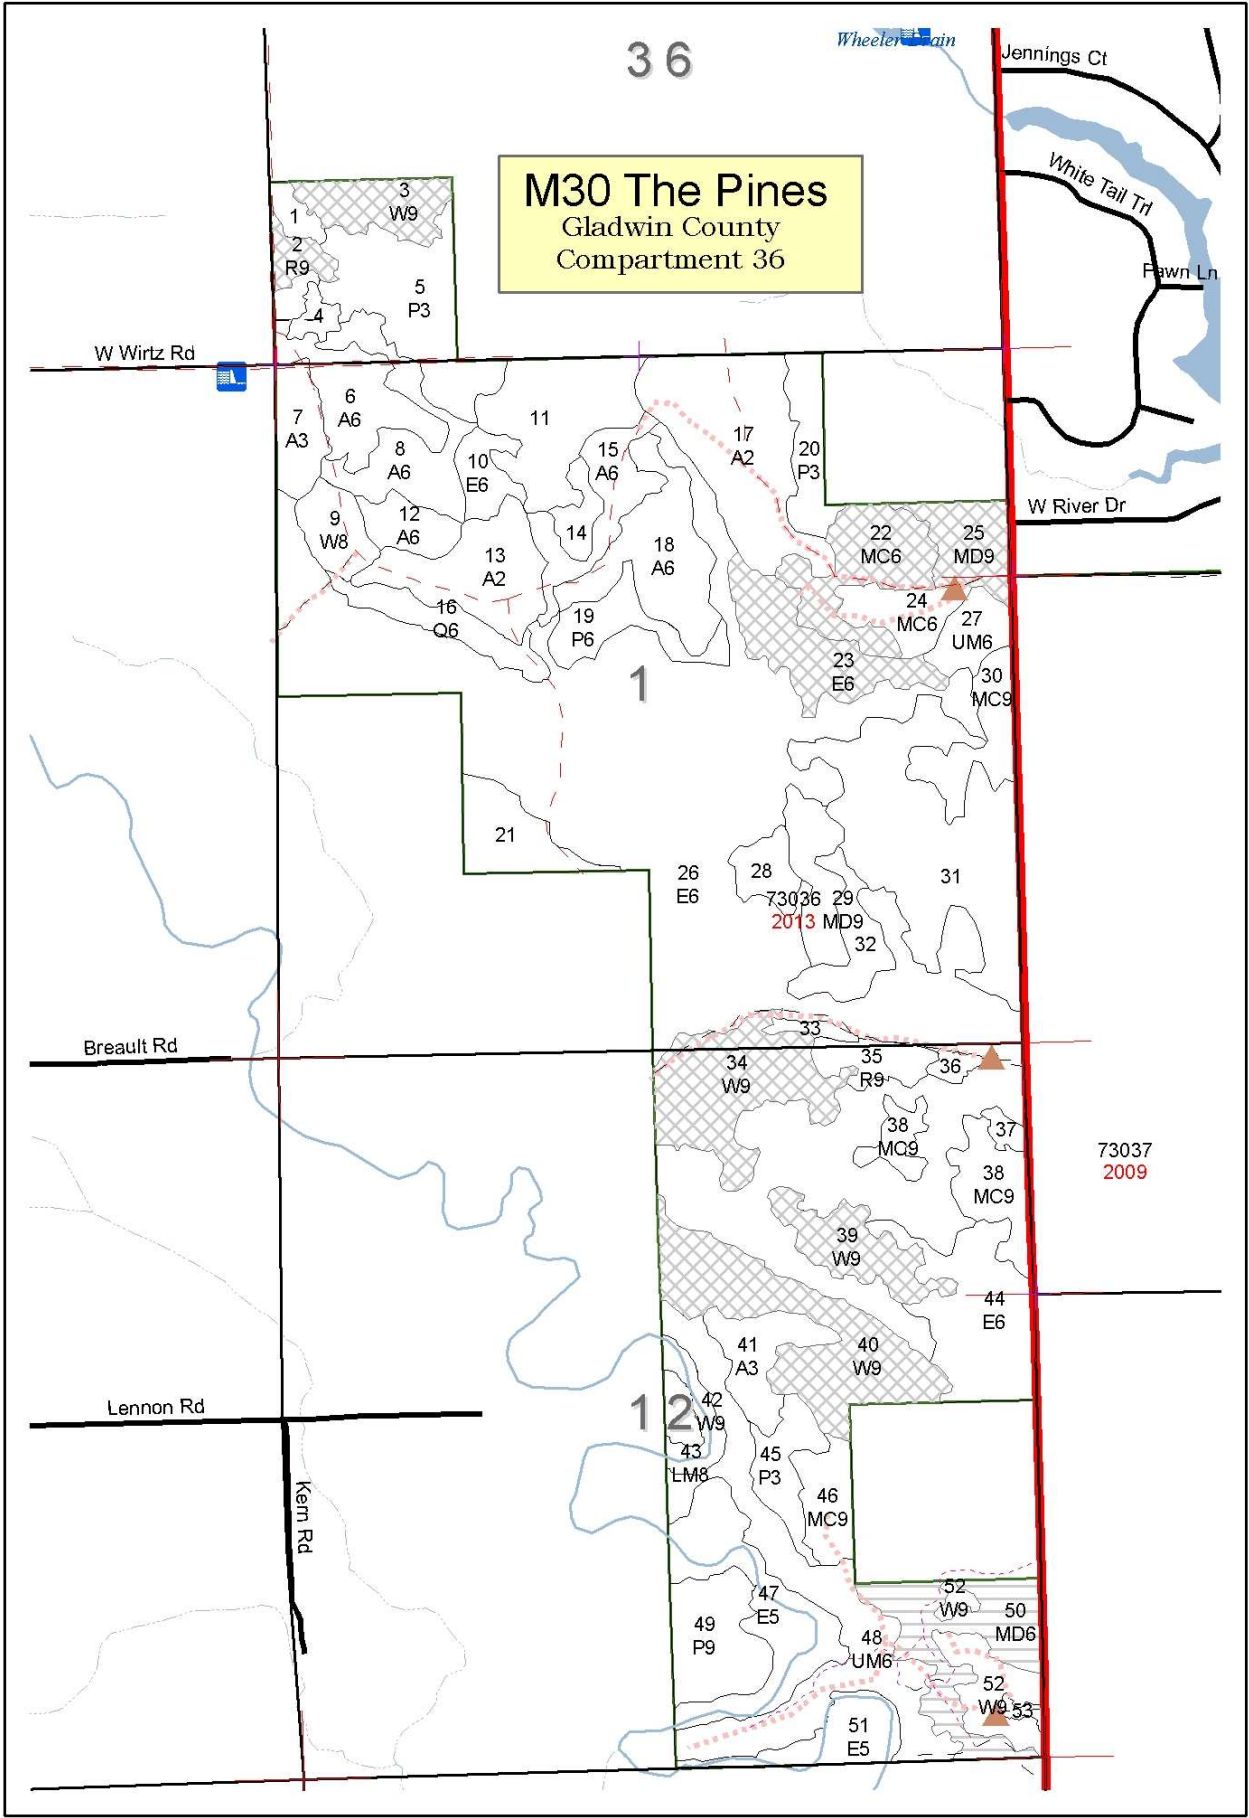 Wheeler Drain
3 6
Jennings Ct
M30 The Pines
Gladwin County
Compartment 36
White Tail Trl
3
W9
1
2
R9
Fawn Ln
5
P3
4
W Wirtz Rd
6
A6
7
A3
11
17
A2
8
A6
10
E6
15
A6
20
P3
W River Dr
9
W8
12
A6
14
22
MC6
25
MD9
13
A2
18
A6
16
O6
19
P6
24
MC6
27
UM6
23
E6
1
30
MC9
21
26
E6
28
31
73036
2013
29
MD9
32
33
Breault Rd
34
W9
35
R9
36
38
MC9
37
73037
2009
38
MC9
39
W9
44
E6
41
A3
40
W9
Lennon Rd
1 2
42
W9
43
LM8
45
P3
46
MC9
Kern Rd
52
W9
47
E5
50
MD6
49
P9
48
UM6
52
W9
53
51
E5